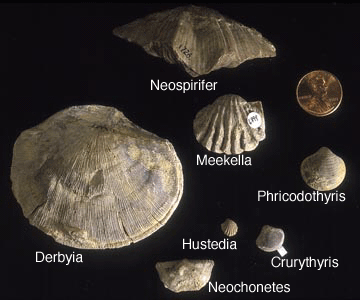 Neospirifer
Meekella
Phricodothyris
Derbyia
Hustedia
Crurythyris
Neochonetes